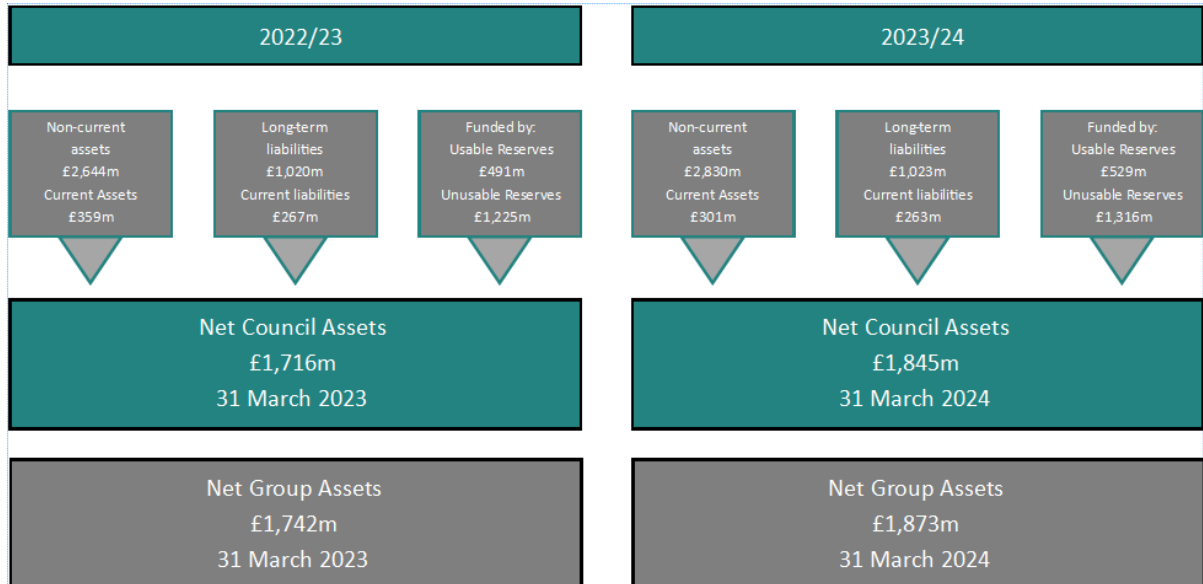 2022/23
Non-current
assets
£2,644m
Current Assets
£359m
Long-term
liabilities
£1,020m
Current liabilities
£267m
Funded by:
Usable Reserves
£491m
Unusable Reserves
£1,225m
Net Council Assets
£1,716m
31 March 2023
Net Group Assets
£1,742m
31 March 2023
2023/24
Non-current
assets
£2,830m
Current Assets
£301m
Long-term
liabilities
£1,023m
Current liabilities
£263m
Funded by:
Usable Reserves
£529m
Unusable Reserves
£1,316m
Net Council Assets
£1,845m
31 March 2024
Net Group Assets
£1,873m
31 March 2024